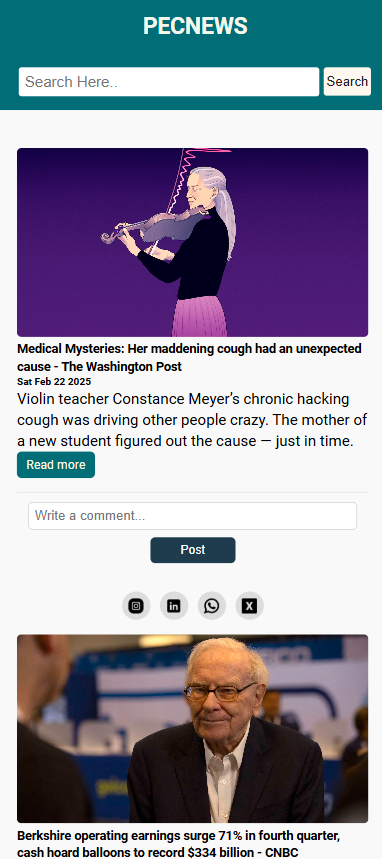 PECNEWS
Search Here..
Search
Medical Mysteries: Her maddening cough had an unexpected
cause - The Washington Post
Sat Feb 22 2025
Violin teacher Constance Meyer’s chronic hacking
cough was driving other people crazy. The mother of
a new student figured out the cause — just in time.
Read more
Write a comment...
Post
in
X
Berkshire operating earnings surge 71% in fourth quarter,
cash hoard balloons to record $334 billion - CNBC